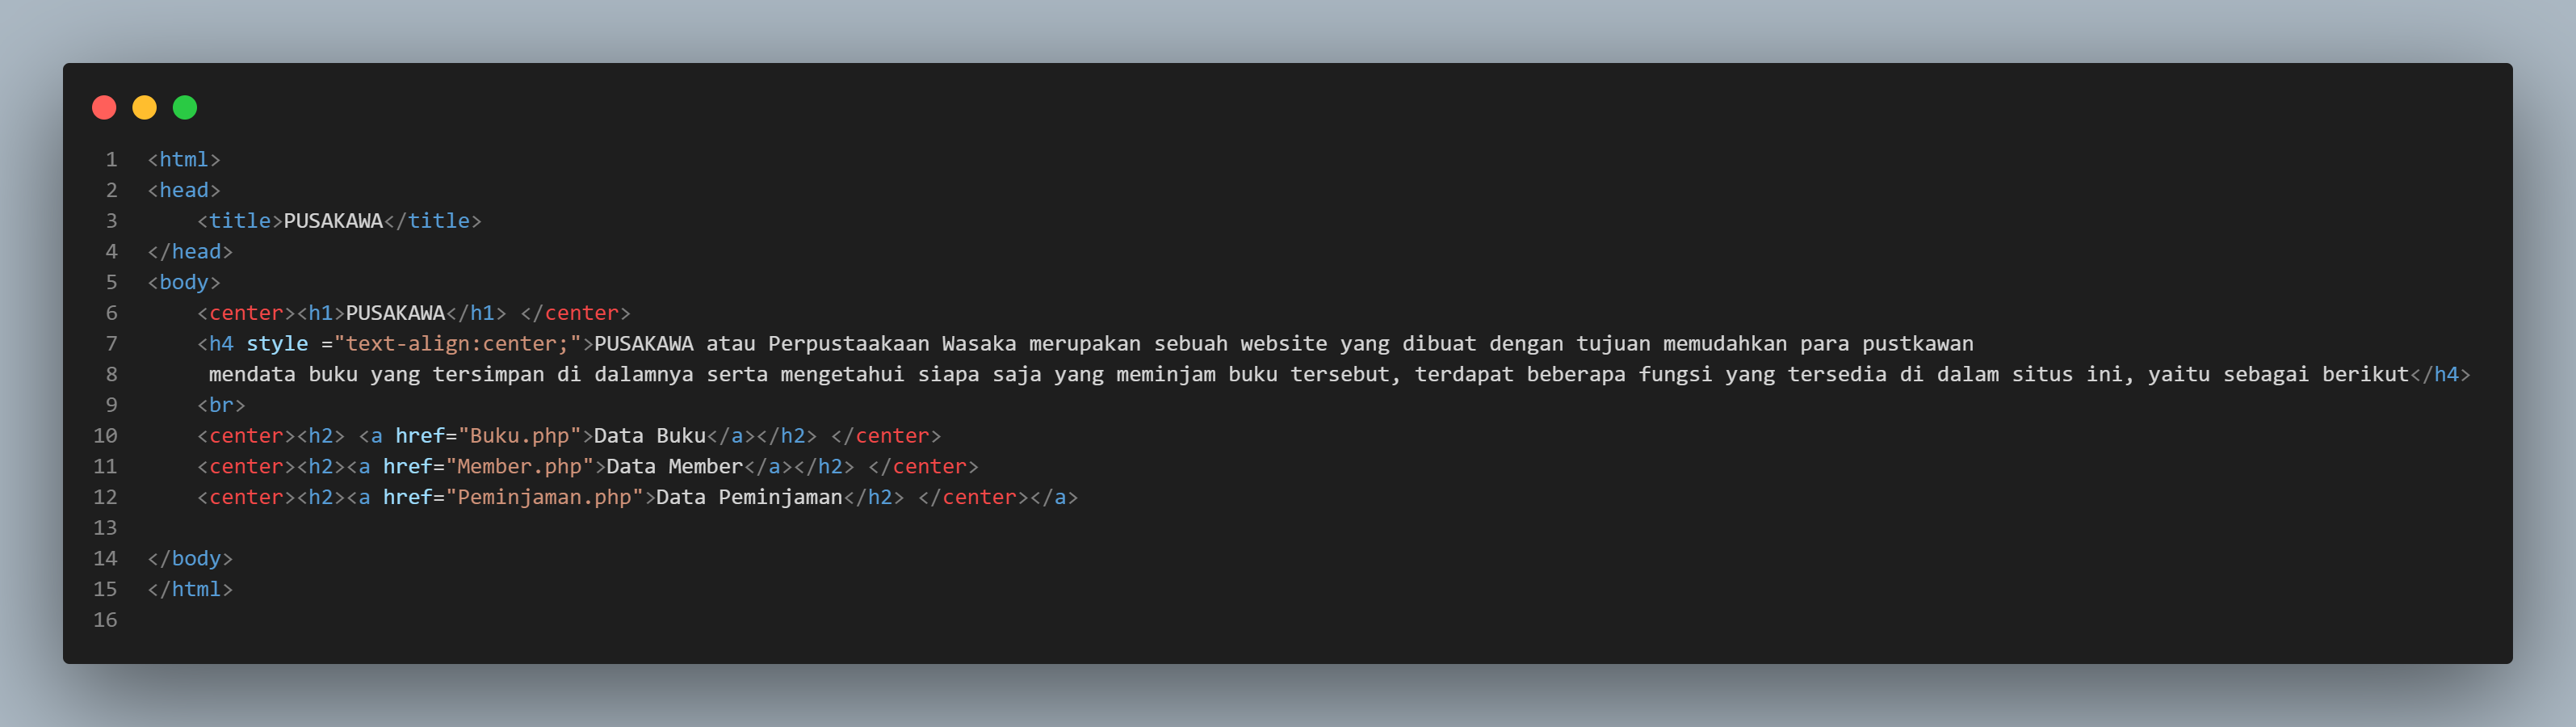 1 <html>
2 <head>
3     <title>PUSAKAWA</title>
4 </head>
5 <body>
6     <center><h1>PUSAKAWA</h1> </center>
7     <h4 style ="text-align:center;">PUSAKAWA atau Perpustaakaan Wasaka merupakan sebuah website yang dibuat dengan tujuan memudahkan para pustkawan
8      mendata buku yang tersimpan di dalamnya serta mengetahui siapa saja yang meminjam buku tersebut, terdapat beberapa fungsi yang tersedia di dalam situs ini, yaitu sebagai berikut</h4>
9     <br>
10     <center><h2> <a href="Buku.php">Data Buku</a></h2> </center>
11     <center><h2><a href="Member.php">Data Member</a></h2> </center>
12     <center><h2><a href="Peminjaman.php">Data Peminjaman</h2> </center></a>
13
14 </body>
15 </html>
16